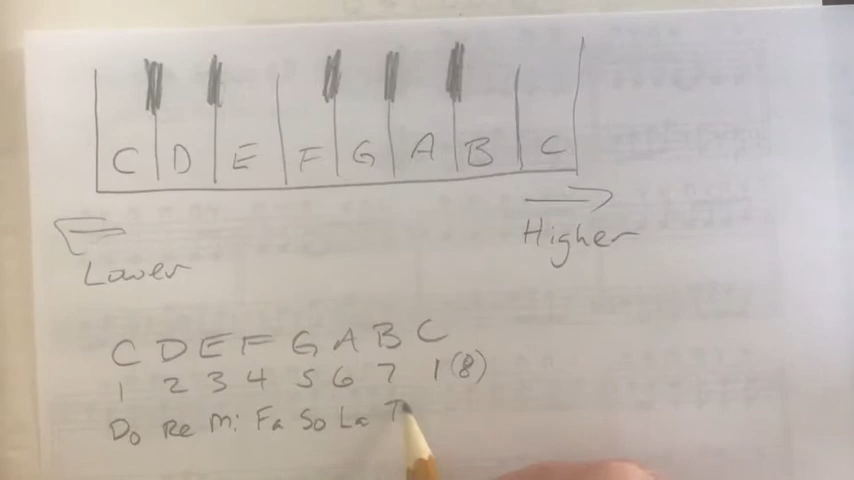 C D E F G A B C
Higher
Lower
C D E F G A B C
1 2 3 4 5 6 7 1(8)
Do Re Mi Fa So La T